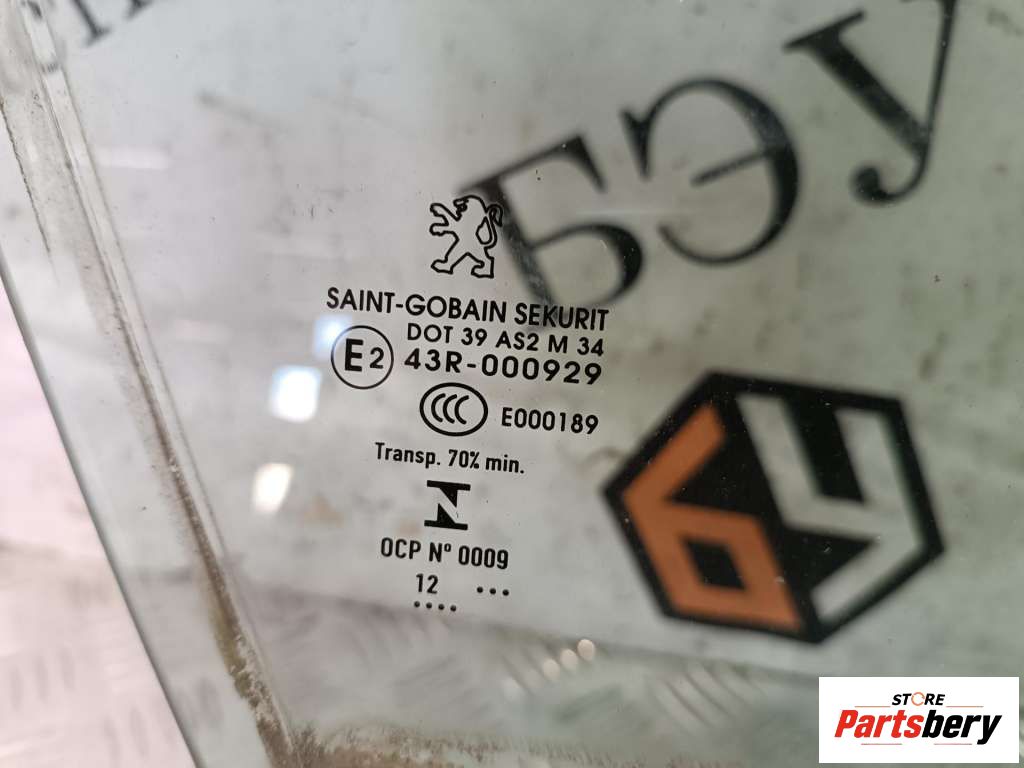 БЭУ
SAINT-GOBAIN SEKURIT
DOT 39 AS2 M 34
E2 43R-000929
CCC E000189
Transp. 70% min.
OCP Nº 0009
12 ...
....
STORE
Partsbery